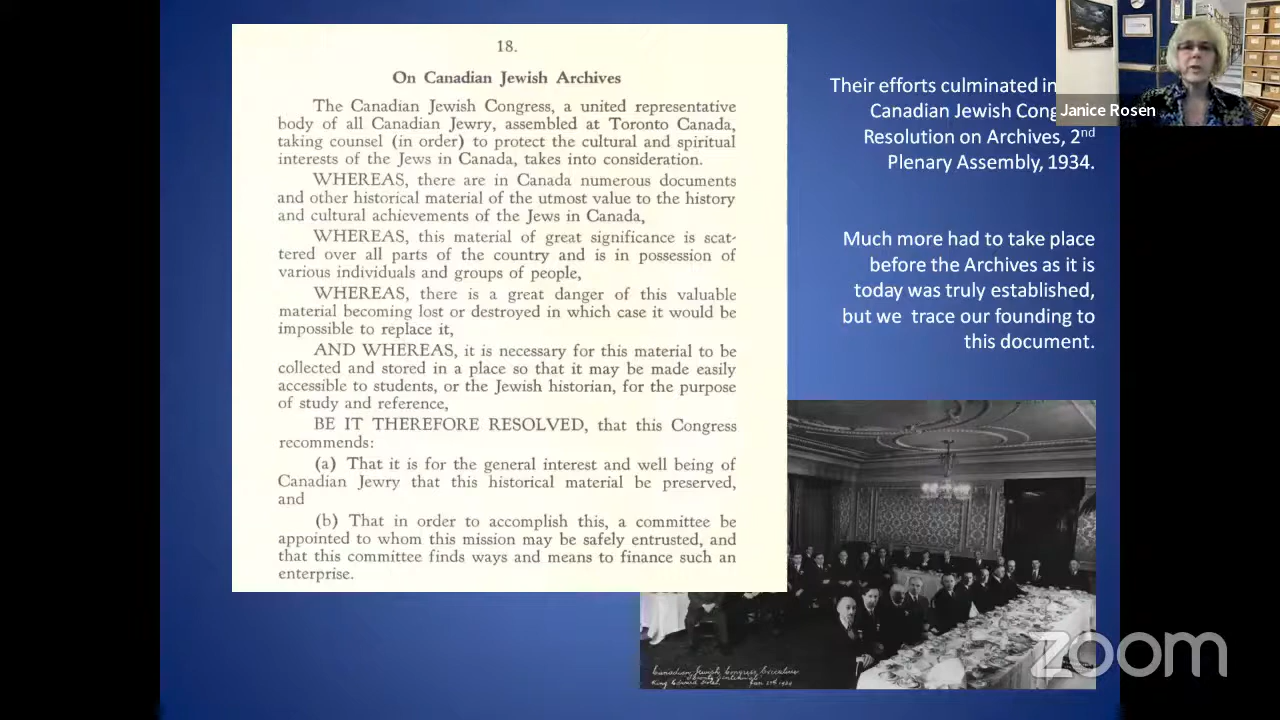 18.
On Canadian Jewish Archives
The Canadian Jewish Congress, a united representative
body of all Canadian Jewry, assembled at Toronto Canada,
taking counsel (in order) to protect the cultural and spiritual
interests of the Jews in Canada, takes into consideration.
WHEREAS, there are in Canada numerous documents
and other historical material of the utmost value to the history
and cultural achievements of the Jews in Canada,
WHEREAS, this material of great significance is scat-
tered over all parts of the country and is in possession of
various individuals and groups of people,
WHEREAS, there is a great danger of this valuable
material becoming lost or destroyed in which case it would be
impossible to replace it,
AND WHEREAS, it is necessary for this material to be
collected and stored in a place so that it may be made easily
accessible to students, or the Jewish historian, for the purpose
of study and reference,
BE IT THEREFORE RESOLVED, that this Congress
recommends:
(a) That it is for the general interest and well being of
Canadian Jewry that this historical material be preserved,
and
(b) That in order to accomplish this, a committee be
appointed to whom this mission may be safely entrusted, and
that this committee finds ways and means to finance such an
enterprise.
Their efforts culminated in
Canadian Jewish Cong
Resolution on Archives, 2nd
Plenary Assembly, 1934.
Much more had to take place
before the Archives as it is
today was truly established,
but we trace our founding to
this document.
Janice Rosen
Canadian Jewish Congress Executive
King Edward Hotel
zoom